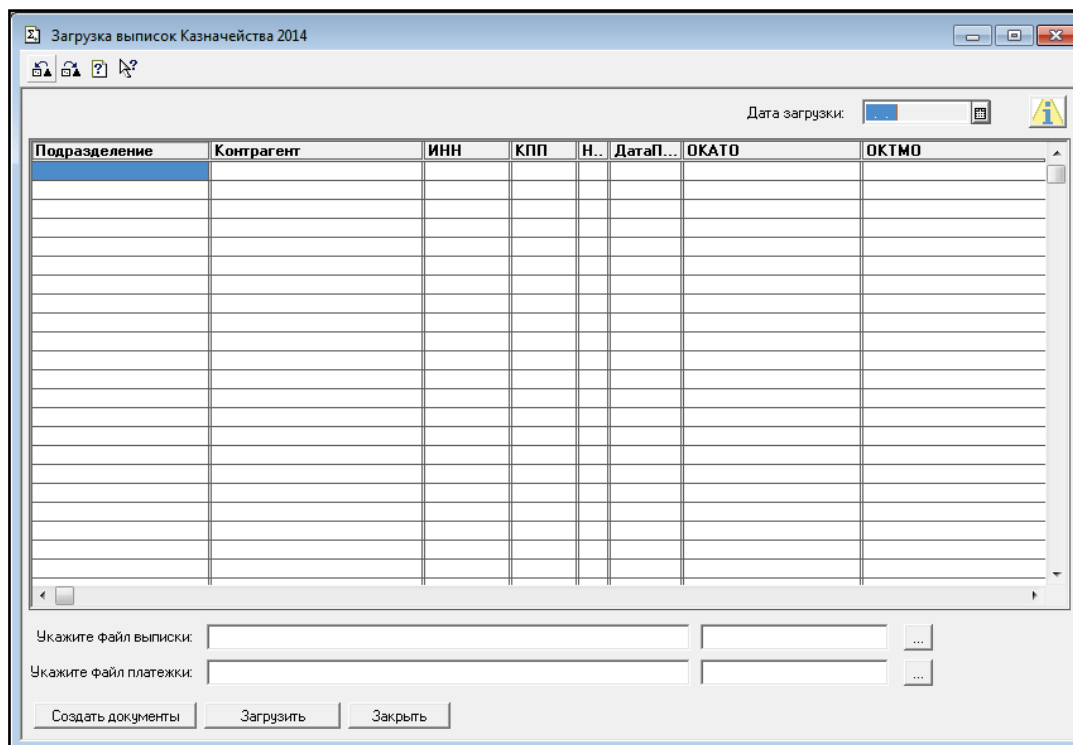 Загрузка выписок Казначейства 2014
Дата загрузки: . .
Подразделение Контрагент ИНН КПП Н.. ДатаП... ОКАТО ОКТМО
Укажите файл выписки: ...
Укажите файл платежки: ...
Создать документы Загрузить Закрыть